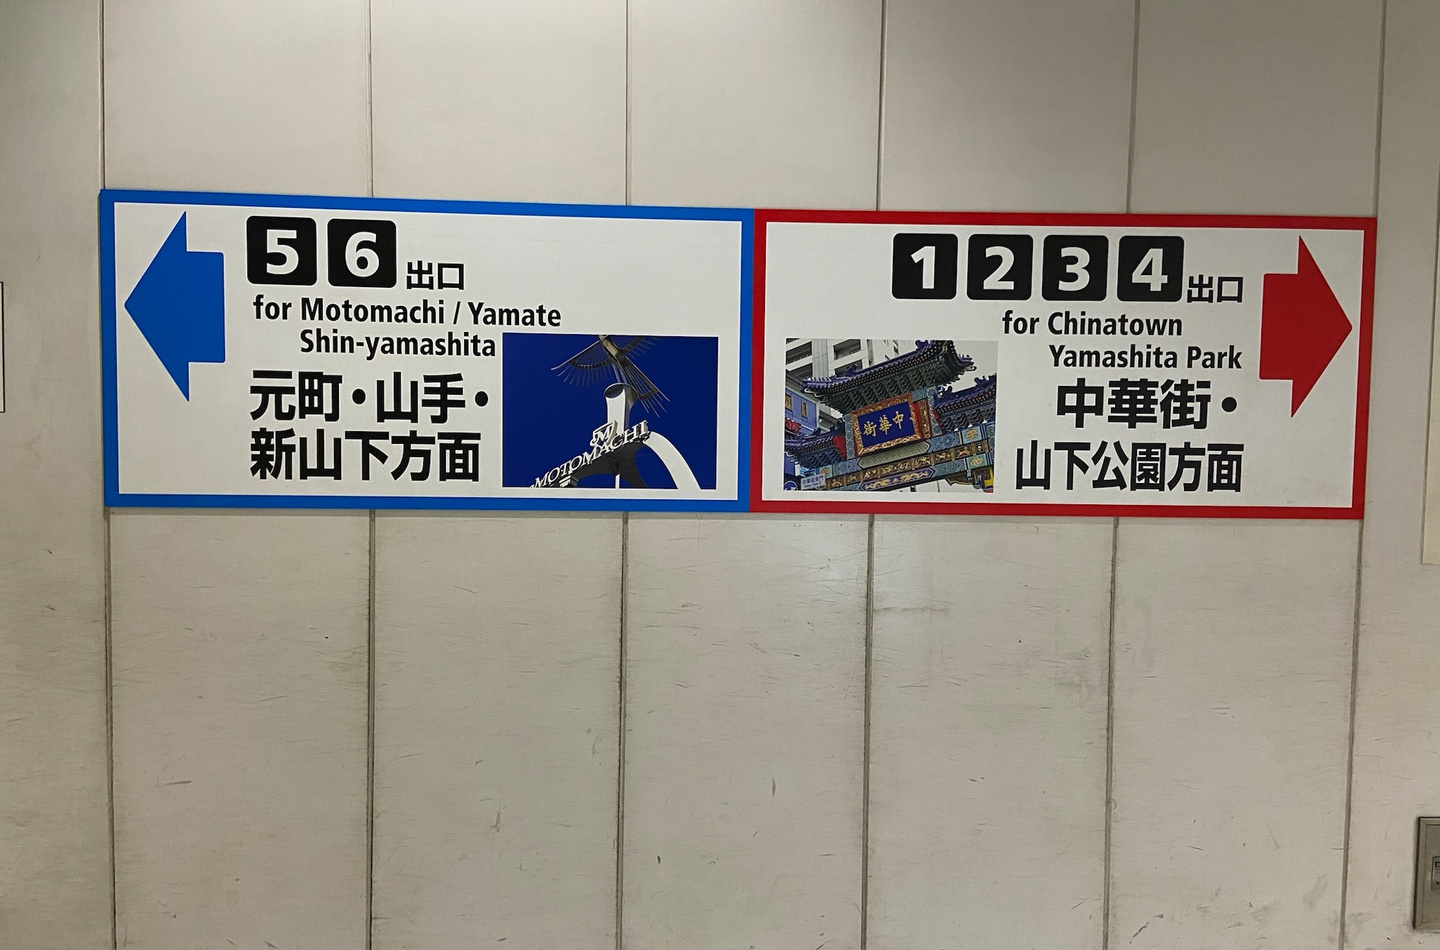 5 6 出口
for Motomachi / Yamate
Shin-yamashita
元町・山手・
新山下方面
M
MOTOMACHI
1 2 3 4 出口
for Chinatown
Yamashita Park
中華街・
山下公園方面
街華中